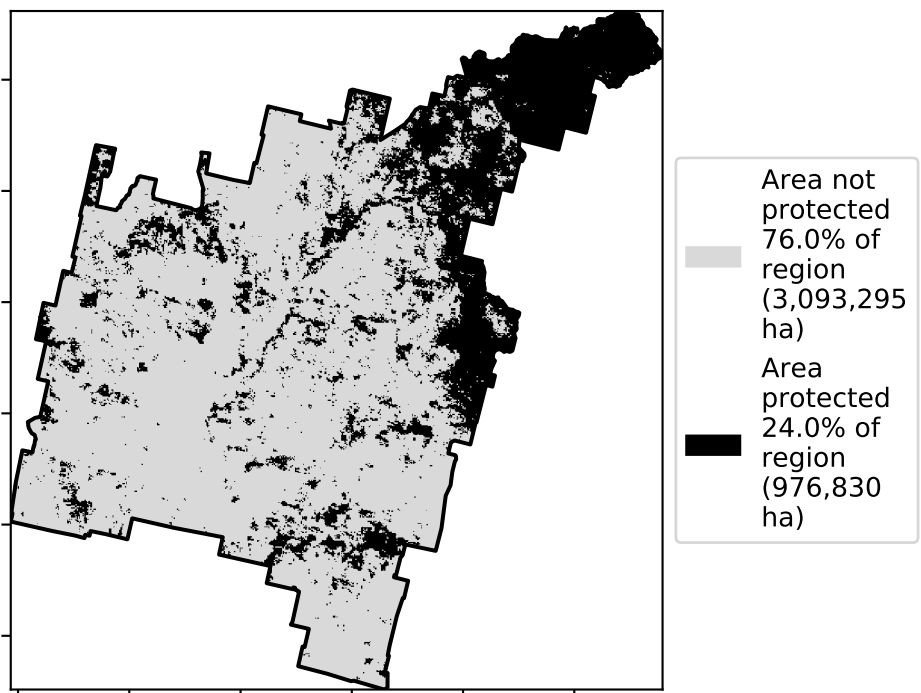 Area not
protected
76.0% of
region
(3,093,295
ha)
Area
protected
24.0% of
region
(976,830
ha)